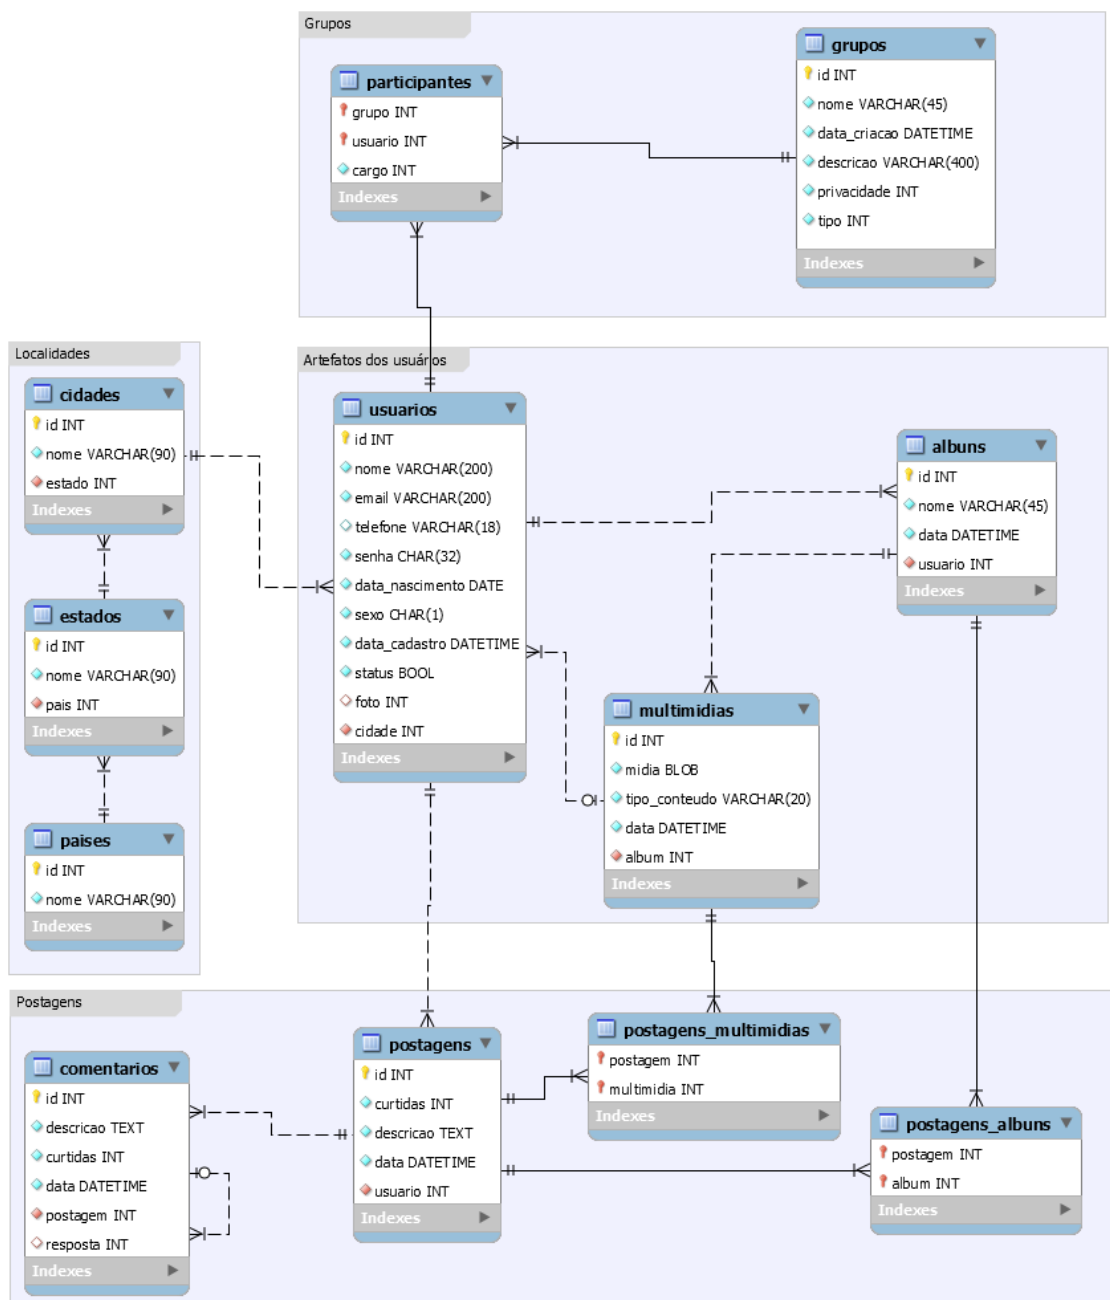 Grupos
participantes
grupo INT
usuario INT
cargo INT
Indexes
grupos
id INT
nome VARCHAR(45)
data_criacao DATETIME
descricao VARCHAR(400)
privacidade INT
tipo INT
Indexes
Localidades
cidades
id INT
nome VARCHAR(90)
estado INT
Indexes
estados
id INT
nome VARCHAR(90)
pais INT
Indexes
paises
id INT
nome VARCHAR(90)
Indexes
Artefatos dos usuários
usuarios
id INT
nome VARCHAR(200)
email VARCHAR(200)
telefone VARCHAR(18)
senha CHAR(32)
data_nascimento DATE
sexo CHAR(1)
data_cadastro DATETIME
status BOOL
foto INT
cidade INT
Indexes
albuns
id INT
nome VARCHAR(45)
data DATETIME
usuario INT
Indexes
multimidias
id INT
midia BLOB
tipo_conteudo VARCHAR(20)
data DATETIME
album INT
Indexes
Postagens
comentarios
id INT
descricao TEXT
curtidas INT
data DATETIME
postagem INT
resposta INT
Indexes
postagens
id INT
curtidas INT
descricao TEXT
data DATETIME
usuario INT
Indexes
postagens_multimidias
postagem INT
multimidia INT
Indexes
postagens_albuns
postagem INT
album INT
Indexes